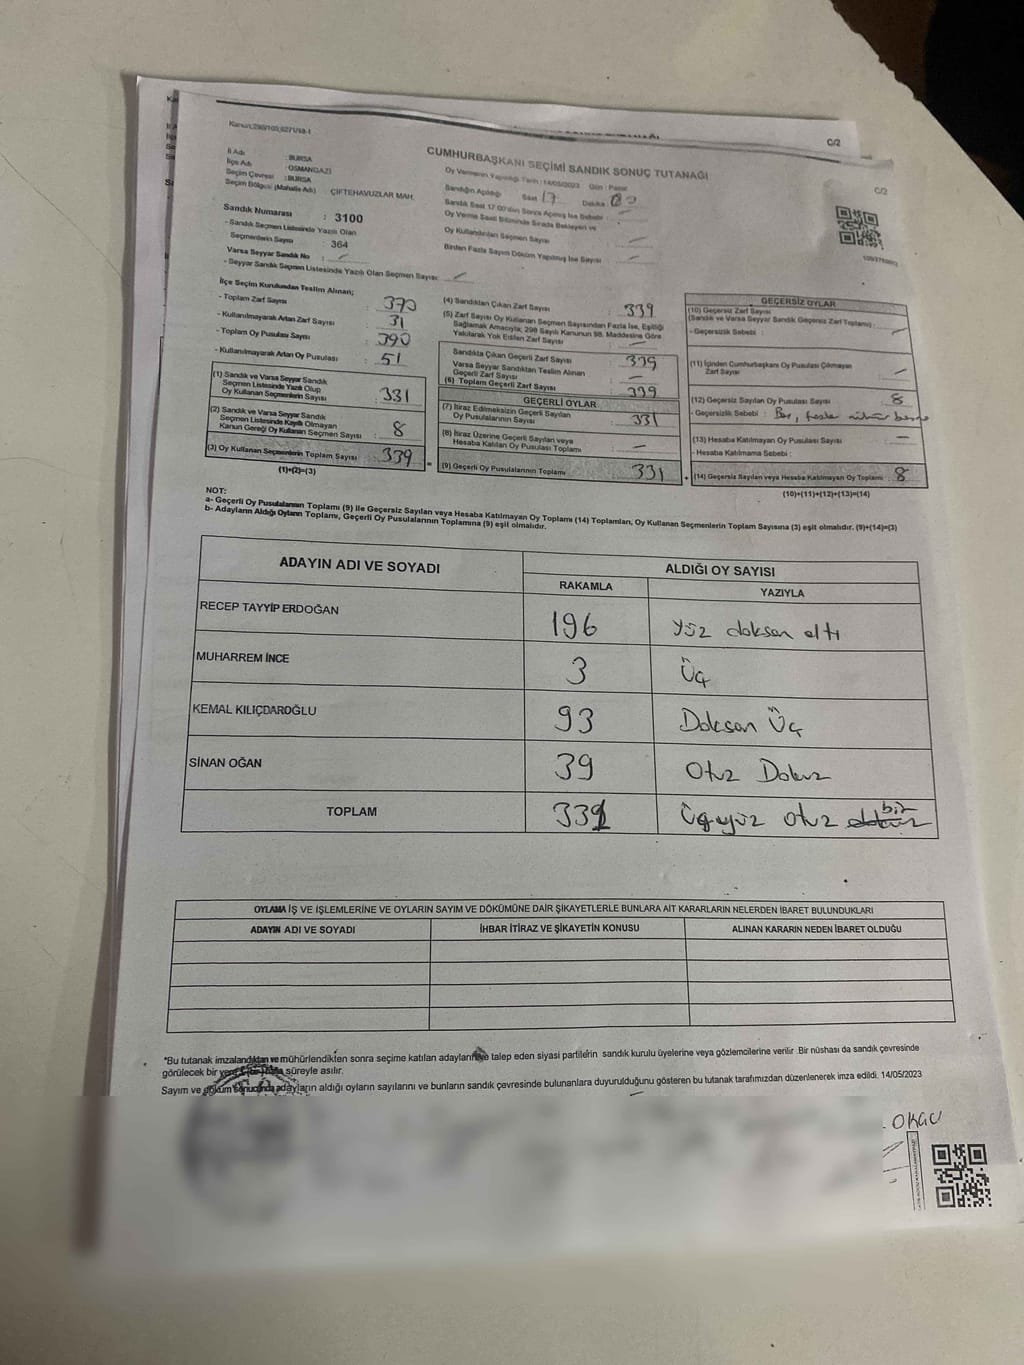 Kanun:298/105,6271/18-1
C/2
C/2
CUMHURBAŞKANI SEÇİMİ SANDIK SONUÇ TUTANAĞI
Oy Vermenin Yapıldığı Tarih : 14/05/2023 Gün : Pazar
İl Adı : BURSA
İlçe Adı : OSMANGAZİ
Seçim Çevresi : BURSA
Seçim Bölgesi (Mahalle Adı) : ÇİFTEHAVUZLAR MAH.
Sandığın Açıldığı Saat 17 Dakika 00
Sandık Saat 17:00'dan Sonra Açılmış İse Sebebi :
Oy Verme Saati Bitiminde Sırada Bekleyen ve
Oy Kullandırılan Seçmen Sayısı
Birden Fazla Sayım Döküm Yapılmış İse Sayısı
Sandık Numarası : 3100
- Sandık Seçmen Listesinde Yazılı Olan
Seçmenlerin Sayısı : 364
Varsa Seyyar Sandık No
- Seyyar Sandık Seçmen Listesinde Yazılı Olan Seçmen Sayısı:
İlçe Seçim Kurulundan Teslim Alınan;
- Toplam Zarf Sayısı : 370
- Kullanılmayarak Artan Zarf Sayısı : 31
- Toplam Oy Pusulası Sayısı : 390
- Kullanılmayarak Artan Oy Pusulası : 51
(1) Sandık ve Varsa Seyyar Sandık
Seçmen Listesinde Yazılı Olup
Oy Kullanan Seçmenlerin Sayısı : 331
(2) Sandık ve Varsa Seyyar Sandık
Seçmen Listesinde Kayıtlı Olmayan
Kanun Gereği Oy Kullanan Seçmen Sayısı : 8
(3) Oy Kullanan Seçmenlerin Toplam Sayısı : 339
(1)+(2)=(3)
(4) Sandıktan Çıkan Zarf Sayısı : 339
(5) Zarf Sayısı Oy Kullanan Seçmen Sayısından Fazla İse, Eşitliği
Sağlamak Amacıyla; 298 Sayılı Kanunun 98. Maddesine Göre
Yakılarak Yok Edilen Zarf Sayısı : —
Sandıkta Çıkan Geçerli Zarf Sayısı : 339
Varsa Seyyar Sandıktan Teslim Alınan
Geçerli Zarf Sayısı : —
(6) Toplam Geçerli Zarf Sayısı : 339
GEÇERLİ OYLAR
(7) İtiraz Edilmeksizin Geçerli Sayılan
Oy Pusulalarının Sayısı : 331
(8) İtiraz Üzerine Geçerli Sayılan veya
Hesaba Katılan Oy Pusulası Toplamı : —
(9) Geçerli Oy Pusulalarının Toplamı : 331
GEÇERSİZ OYLAR
(10) Geçersiz Zarf Sayısı
(Sandık ve Varsa Seyyar Sandık Geçersiz Zarf Toplamı) : —
- Geçersizlik Sebebi :
(11) İçinden Cumhurbaşkanı Oy Pusulası Çıkmayan
Zarf Sayısı : —
(12) Geçersiz Sayılan Oy Pusulası Sayısı : 8
- Geçersizlik Sebebi : Boş, fazla mühür
(13) Hesaba Katılmayan Oy Pusulası Sayısı : —
- Hesaba Katılmama Sebebi :
(14) Geçersiz Sayılan veya Hesaba Katılmayan Oy Toplamı : 8
(10)+(11)+(12)+(13)=(14)
NOT:
a- Geçerli Oy Pusulalarının Toplamı (9) ile Geçersiz Sayılan veya Hesaba Katılmayan Oy Toplamı (14) Toplamları, Oy Kullanan Seçmenlerin Toplam Sayısına (3) eşit olmalıdır. (9)+(14)=(3)
b- Adayların Aldığı Oyların Toplamı, Geçerli Oy Pusulalarının Toplamına (9) eşit olmalıdır.
ADAYIN ADI VE SOYADI ALDIĞI OY SAYISI
RAKAMLA YAZIYLA
RECEP TAYYİP ERDOĞAN 196 Yüz doksan altı
MUHARREM İNCE 3 Üç
KEMAL KILIÇDAROĞLU 93 Doksan Üç
SİNAN OĞAN 39 Otuz Dokuz
TOPLAM 331 Üçyüz otuz bir
OYLAMA İŞ VE İŞLEMLERİNE VE OYLARIN SAYIM VE DÖKÜMÜNE DAİR ŞİKAYETLERLE BUNLARA AİT KARARLARIN NELERDEN İBARET BULUNDUKLARI
ADAYIN ADI VE SOYADI İHBAR İTİRAZ VE ŞİKAYETİN KONUSU ALINAN KARARIN NEDEN İBARET OLDUĞU
*Bu tutanak imzalandıktan ve mühürlendikten sonra seçime katılan adayların ve talep eden siyasi partilerin sandık kurulu üyelerine veya gözlemcilerine verilir. Bir nüshası da sandık çevresinde
görülecek bir yere süreyle asılır.
Sayım ve döküm sonucunda adayların aldığı oyların sayılarını ve bunların sandık çevresinde bulunanlara duyurulduğunu gösteren bu tutanak tarafımızdan düzenlenerek imza edildi. 14/05/2023